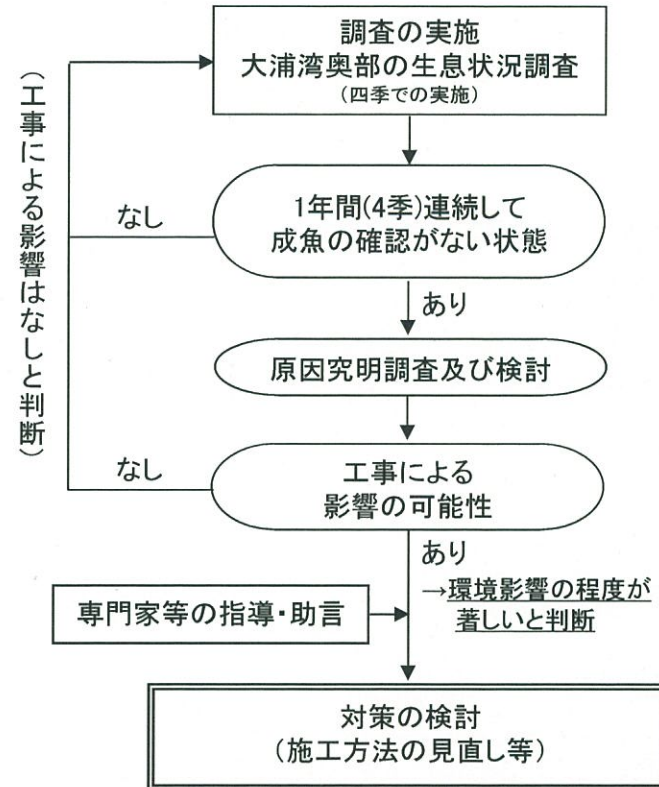 調査の実施
大浦湾奥部の生息状況調査
(四季での実施)
(工事による影響はなしと判断)
1年間(4季)連続して
成魚の確認がない状態
なし
あり
原因究明調査及び検討
工事による
影響の可能性
なし
あり
→環境影響の程度が
著しいと判断
専門家等の指導・助言
対策の検討
(施工方法の見直し等)